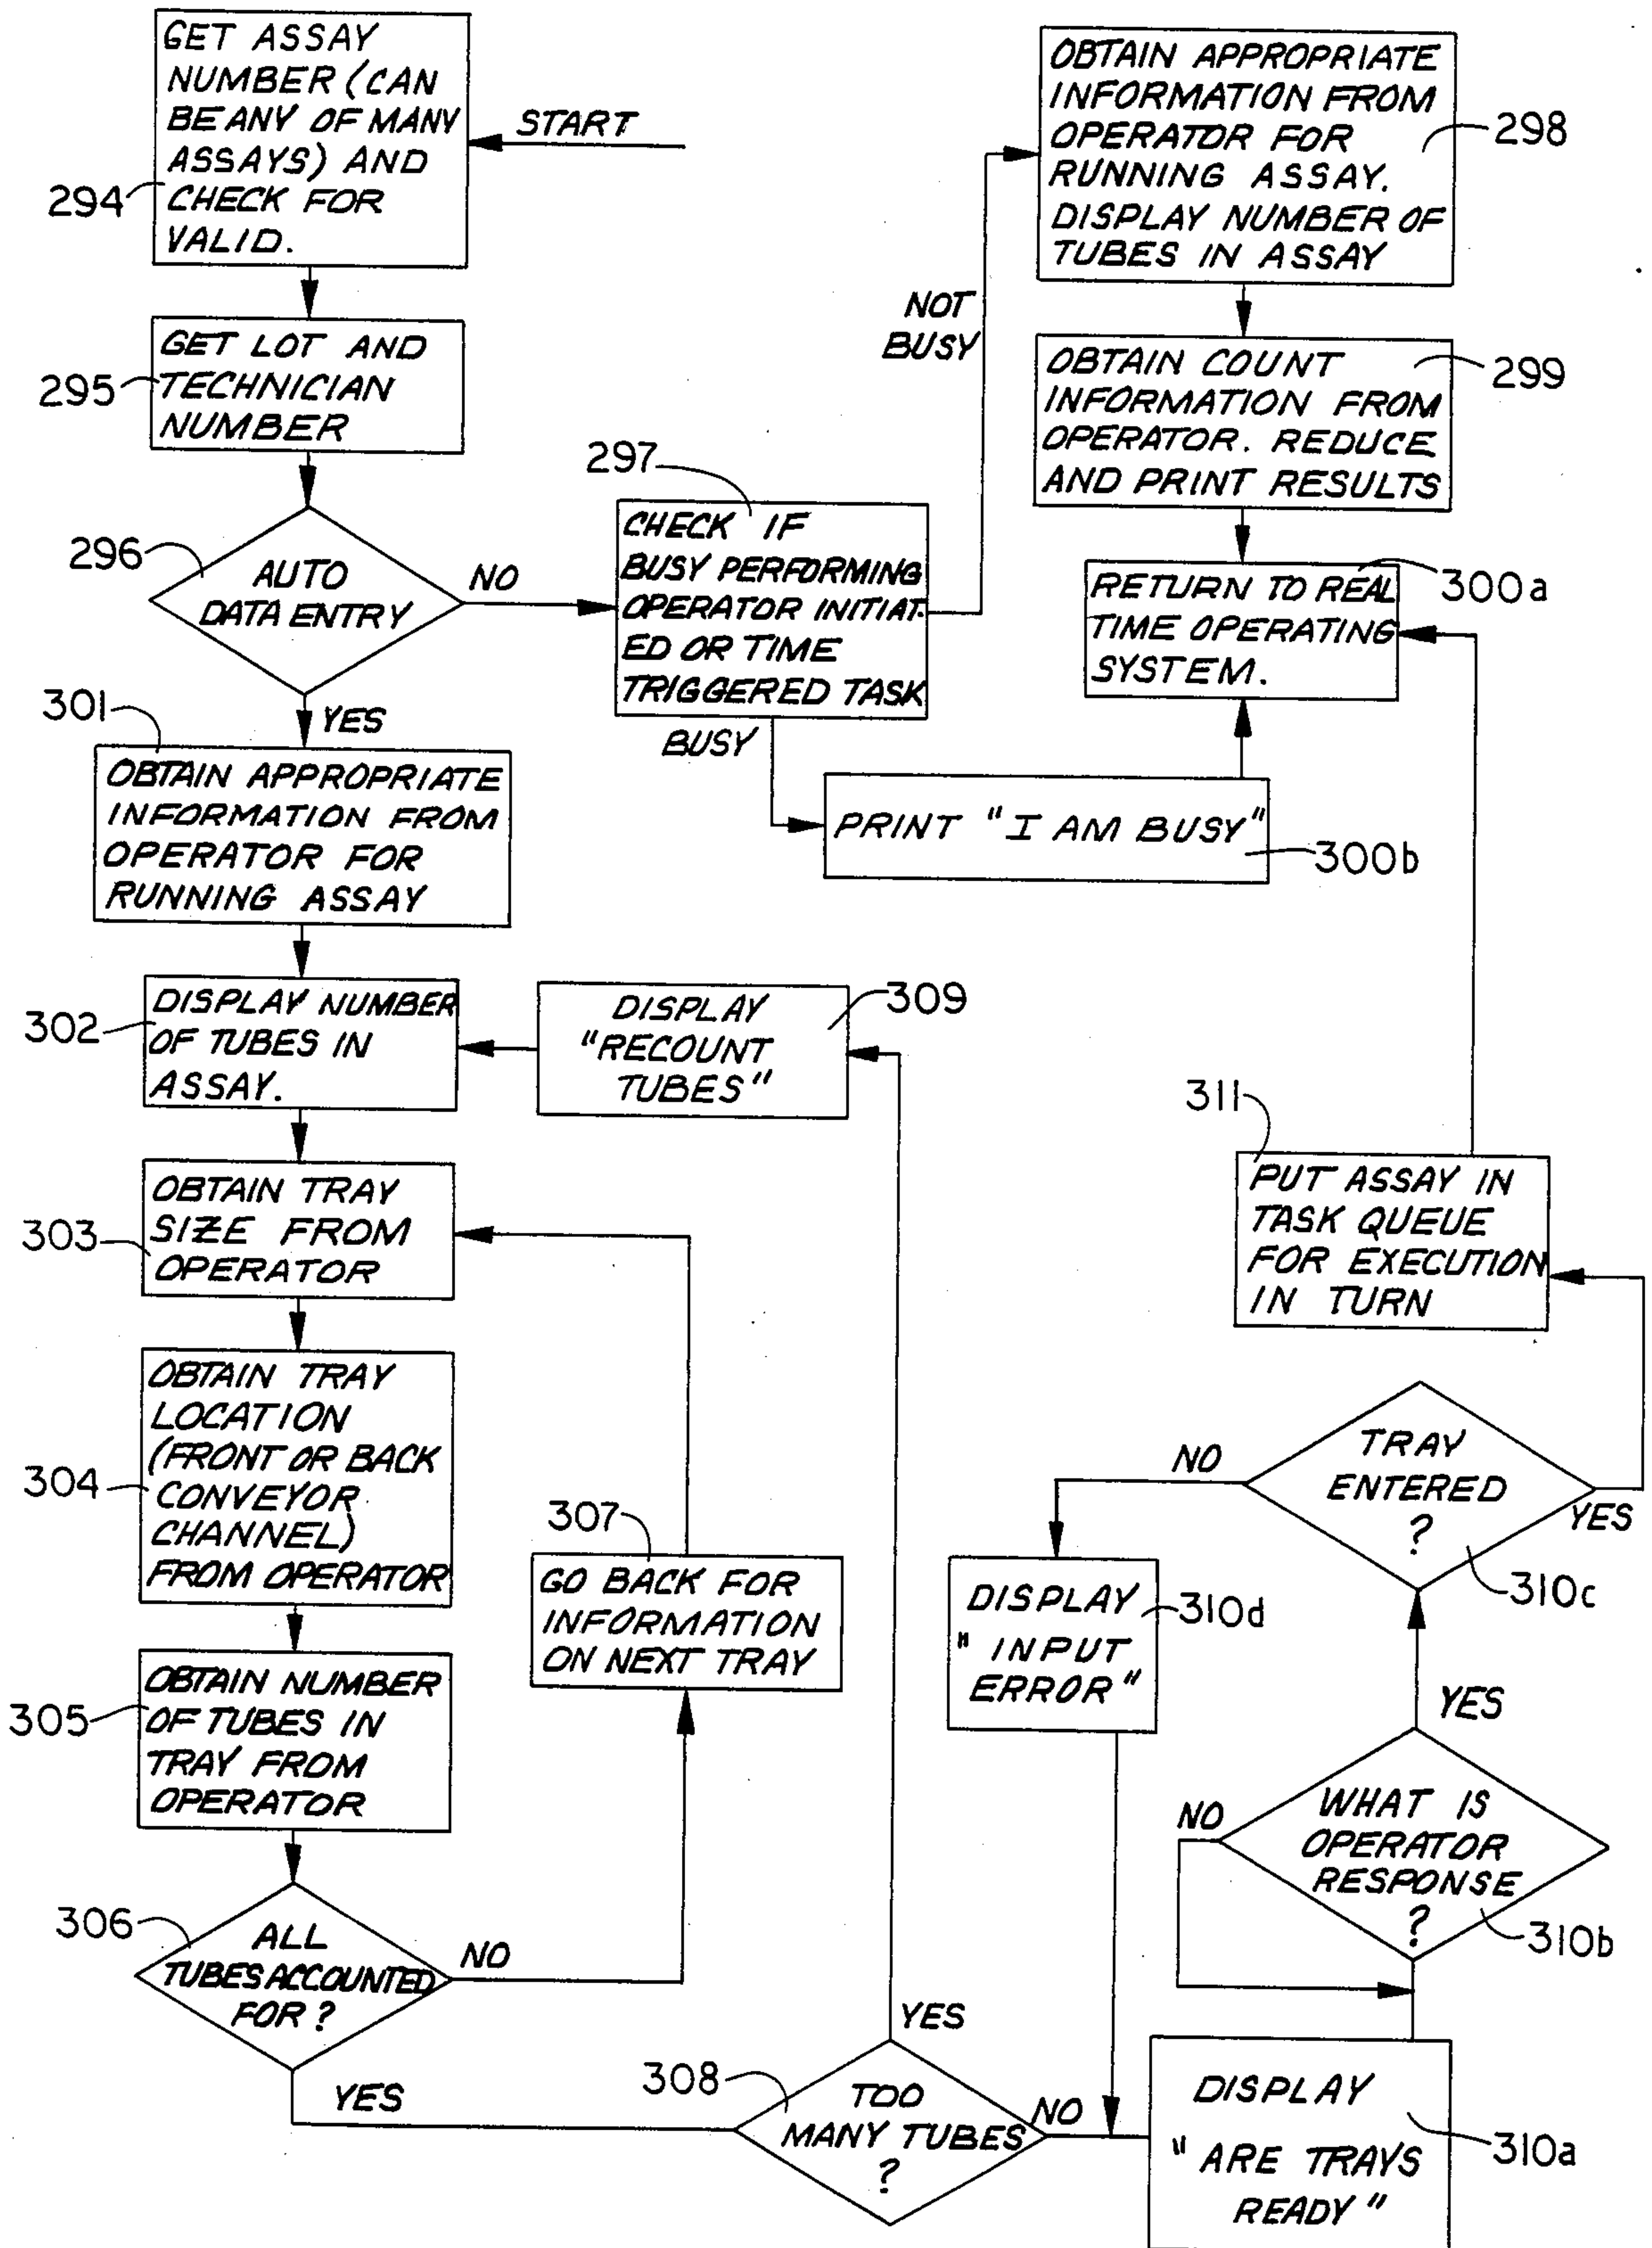 GET ASSAY
NUMBER (CAN
BE ANY OF MANY
ASSAYS) AND
CHECK FOR
VALID.
294
START
GET LOT AND
TECHNICIAN
NUMBER
295
AUTO
DATA ENTRY
296
NO
YES
297
CHECK IF
BUSY PERFORMING
OPERATOR INITIAT-
ED OR TIME
TRIGGERED TASK
NOT
BUSY
BUSY
OBTAIN APPROPRIATE
INFORMATION FROM
OPERATOR FOR
RUNNING ASSAY.
DISPLAY NUMBER OF
TUBES IN ASSAY
298
OBTAIN COUNT
INFORMATION FROM
OPERATOR. REDUCE
AND PRINT RESULTS
299
RETURN TO REAL
TIME OPERATING
SYSTEM.
300a
PRINT "I AM BUSY"
300b
301
OBTAIN APPROPRIATE
INFORMATION FROM
OPERATOR FOR
RUNNING ASSAY
DISPLAY NUMBER
OF TUBES IN
ASSAY.
302
DISPLAY
"RECOUNT
TUBES"
309
OBTAIN TRAY
SIZE FROM
OPERATOR
303
OBTAIN TRAY
LOCATION
(FRONT OR BACK
CONVEYOR
CHANNEL)
FROM OPERATOR
304
307
GO BACK FOR
INFORMATION
ON NEXT TRAY
OBTAIN NUMBER
OF TUBES IN
TRAY FROM
OPERATOR
305
ALL
TUBES ACCOUNTED
FOR?
306
NO
YES
308
TOO
MANY TUBES
?
YES
NO
DISPLAY
"ARE TRAYS
READY"
310a
WHAT IS
OPERATOR
RESPONSE
?
310b
NO
YES
TRAY
ENTERED
?
310c
NO
YES
DISPLAY
"INPUT
ERROR"
310d
311
PUT ASSAY IN
TASK QUEUE
FOR EXECUTION
IN TURN